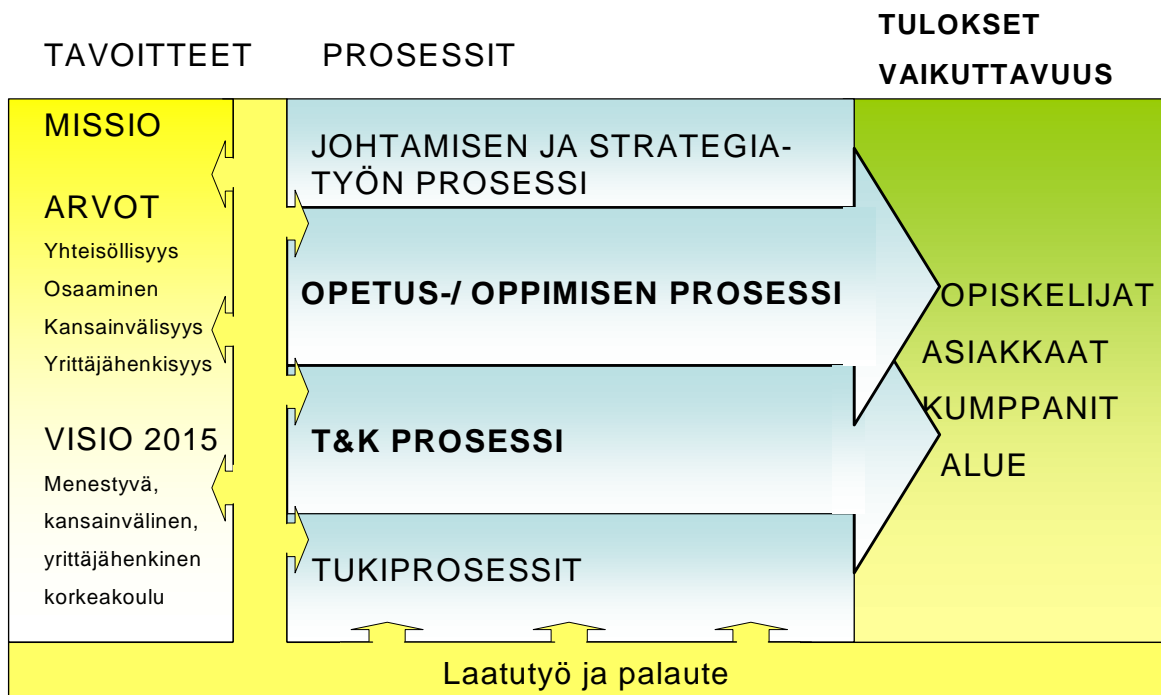 TAVOITTEET
PROSESSIT
TULOKSET
VAIKUTTAVUUS
MISSIO
ARVOT
Yhteisöllisyys
Osaaminen
Kansainvälisyys
Yrittäjähenkisyys
VISIO 2015
Menestyvä,
kansainvälinen,
yrittäjähenkinen
korkeakoulu
JOHTAMISEN JA STRATEGIA-
TYÖN PROSESSI
OPETUS-/ OPPIMISEN PROSESSI
T&K PROSESSI
TUKIPROSESSIT
OPISKELIJAT
ASIAKKAAT
KUMPPANIT
ALUE
Laatutyö ja palaute